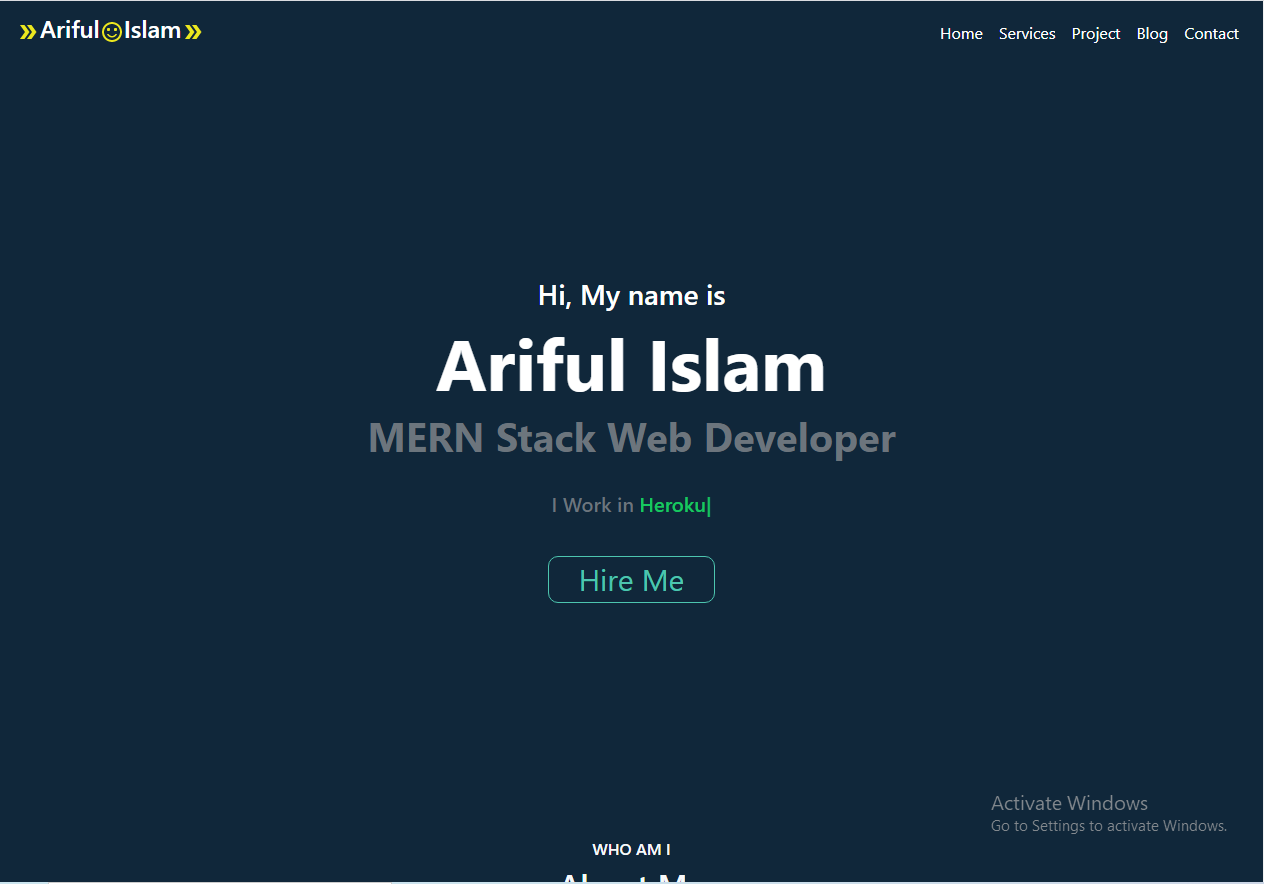 »Ariful☺Islam»
Home Services Project Blog Contact
Hi, My name is
Ariful Islam
MERN Stack Web Developer
I Work in Heroku|
Hire Me
Activate Windows
Go to Settings to activate Windows.
WHO AM I
About M